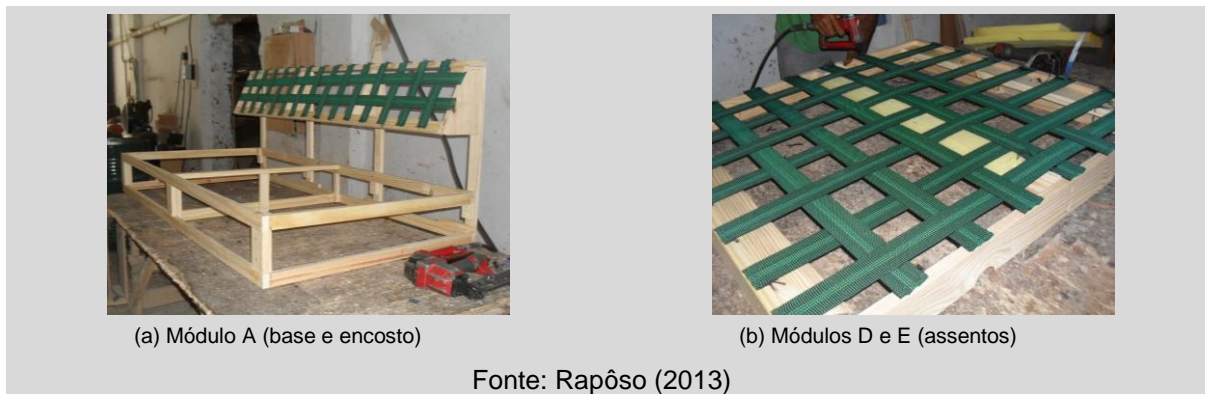 (a) Módulo A (base e encosto)
(b) Módulos D e E (assentos)
Fonte: Rapôso (2013)